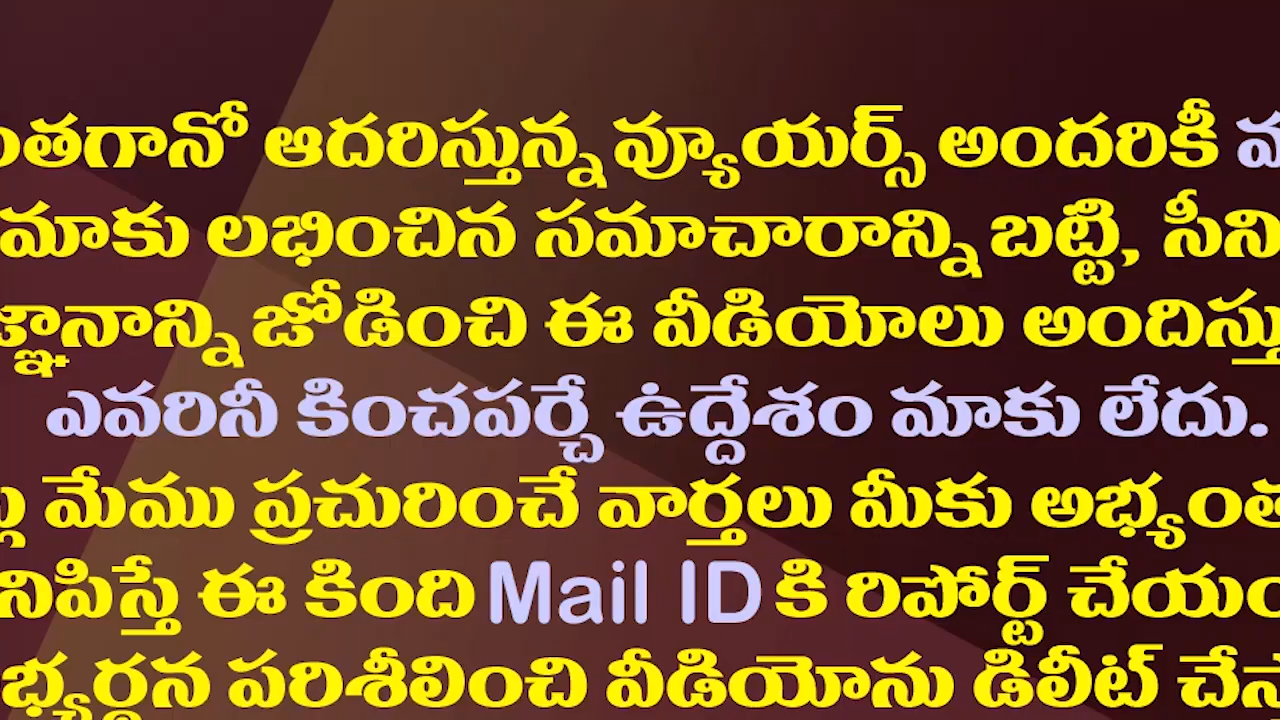 ఆదరిస్తున్న వ్యూయర్స్ అందరికీ
మాకు లభించిన సమాచారాన్ని బట్టి,
జ్ఞానాన్ని జోడించి ఈ వీడియోలు
ఎవరినీ కించపర్చే ఉద్దేశం మాకు లేదు.
మేము ప్రచురించే వార్తలు మీకు
ఈ కింది Mail ID కి రిపోర్ట్
పరిశీలించి వీడియోను డిలీట్